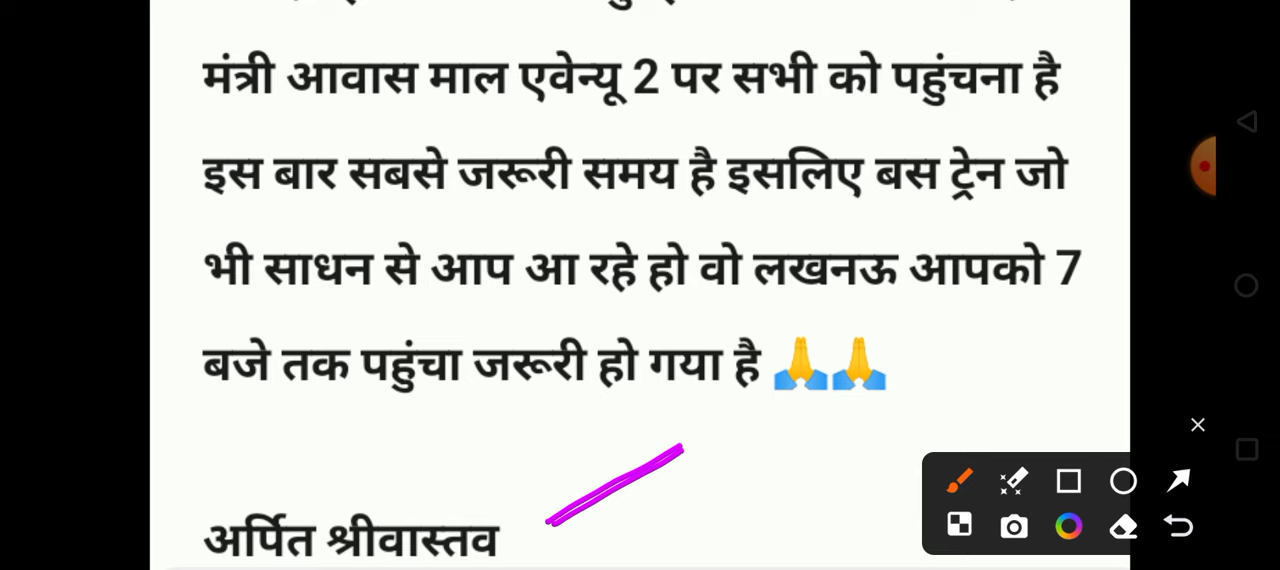 मंत्री आवास माल एवेन्यू 2 पर सभी को पहुंचना है
इस बार सबसे जरूरी समय है इसलिए बस ट्रेन जो
भी साधन से आप आ रहे हो वो लखनऊ आपको 7
बजे तक पहुंचा जरूरी हो गया है 🙏🙏
अर्पित श्रीवास्तव